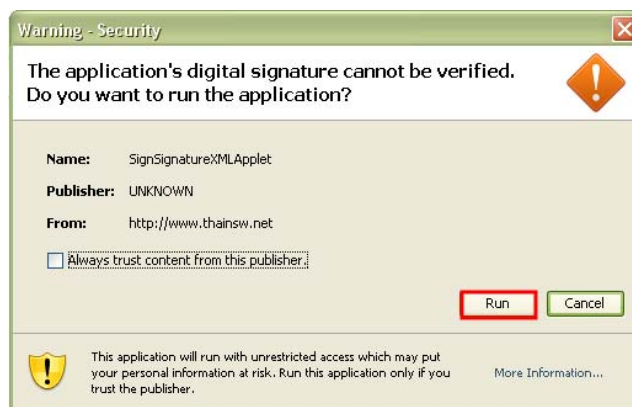 Warning - Security
The application's digital signature cannot be verified.
Do you want to run the application?
Name: SignSignatureXMLApplet
Publisher: UNKNOWN
From: http://www.thainsw.net
Always trust content from this publisher.
Run Cancel
This application will run with unrestricted access which may put
your personal information at risk. Run this application only if you
trust the publisher.
More Information...